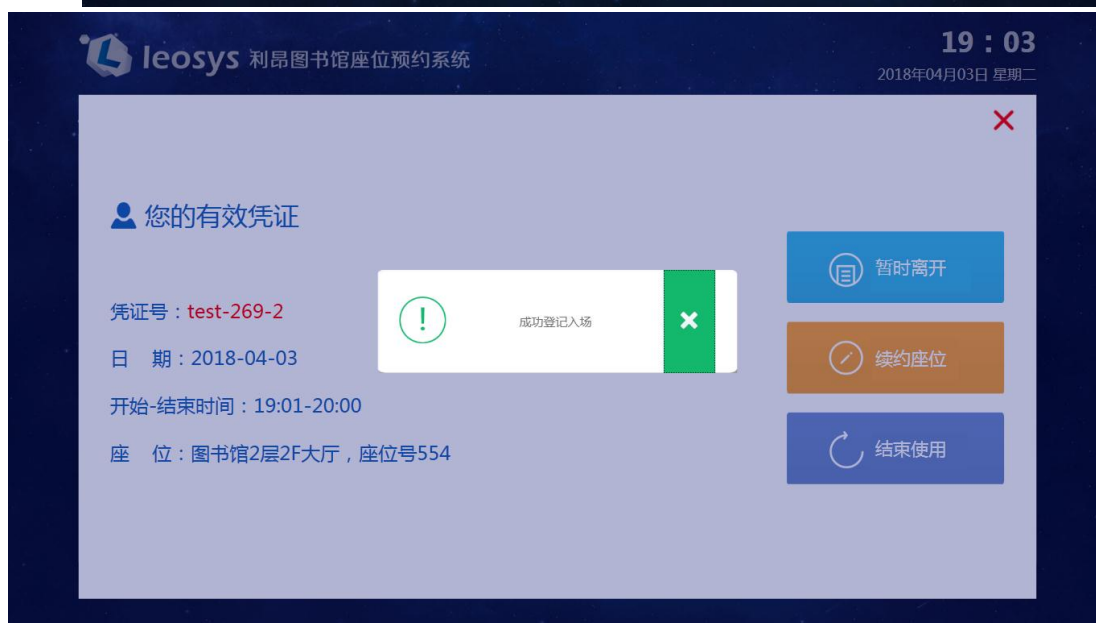 leosys 利昂图书馆座位预约系统
19：03
2018年04月03日 星期二
您的有效凭证
暂时离开
凭证号：test-269-2
成功登记入场
日 期：2018-04-03
续约座位
开始-结束时间：19:01-20:00
座 位：图书馆2层2F大厅，座位号554
结束使用